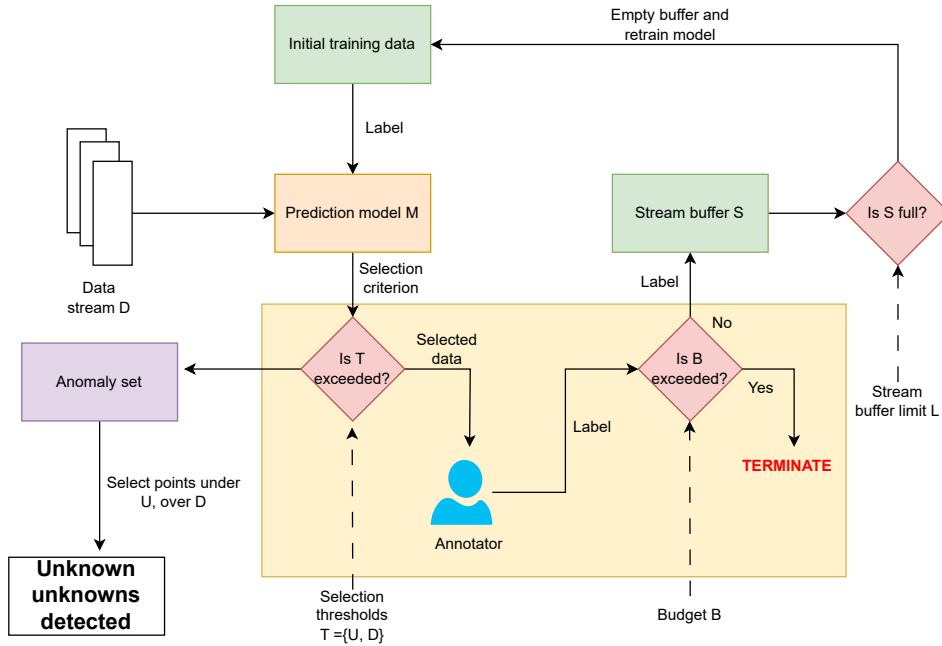 Empty buffer and
retrain model
Initial training data
Label
Prediction model M
Stream buffer S
Is S full?
Data
stream D
Selection
criterion
Label
No
Is T
exceeded?
Selected
data
Is B
exceeded?
Yes
Anomaly set
Stream
buffer limit L
Label
TERMINATE
Select points under
U, over D
Annotator
Unknown
unknowns
detected
Selection
thresholds
T ={U, D}
Budget B